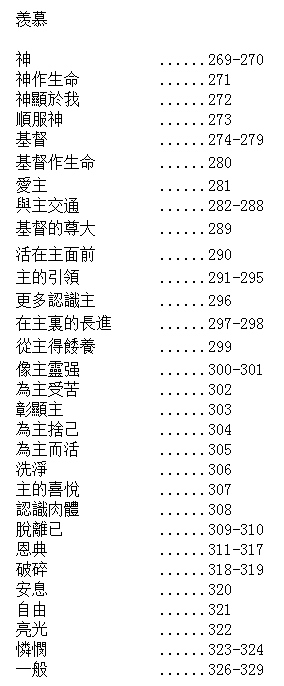 羨慕
神 ......269-270
神作生命 ......271
神顯於我 ......272
順服神 ......273
基督 ......274-279
基督作生命 ......280
愛主 ......281
與主交通 ......282-288
基督的尊大 ......289
活在主面前 ......290
主的引領 ......291-295
更多認識主 ......296
在主裏的長進 ......297-298
從主得餧養 ......299
像主靈强 ......300-301
為主受苦 ......302
彰顯主 ......303
為主捨己 ......304
為主而活 ......305
洗淨 ......306
主的喜悅 ......307
認識肉體 ......308
脫離己 ......309-310
恩典 ......311-317
破碎 ......318-319
安息 ......320
自由 ......321
亮光 ......322
憐憫 ......323-324
一般 ......326-329